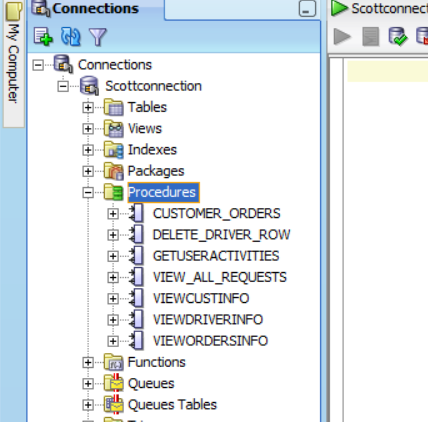 Connections
Scottconnect
My Computer
Connections
Scottconnection
Tables
Views
Indexes
Packages
Procedures
CUSTOMER_ORDERS
DELETE_DRIVER_ROW
GETUSERACTIVITIES
VIEW_ALL_REQUESTS
VIEWCUSTINFO
VIEWDRIVERINFO
VIEWORDERSINFO
Functions
Queues
Queues Tables